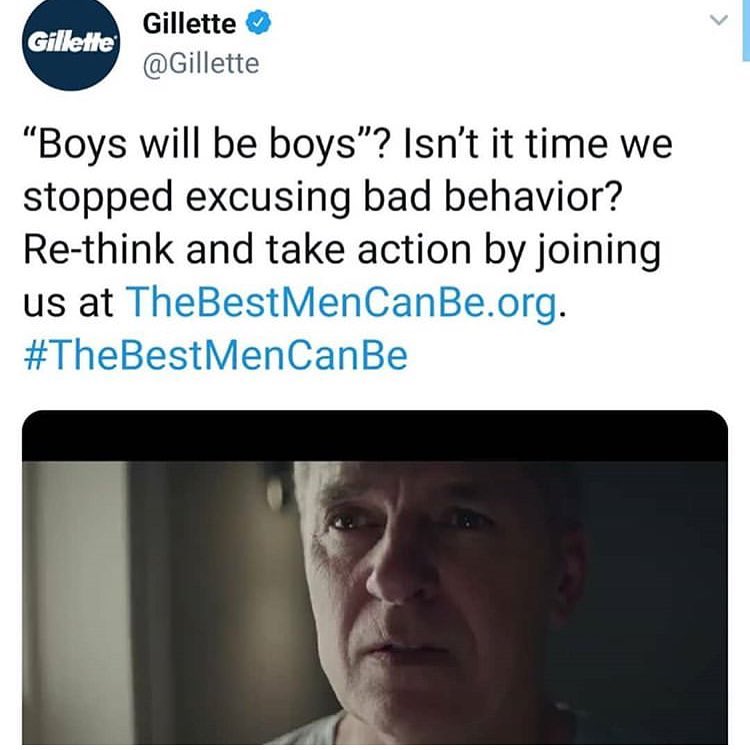 Gillette
Gillette
@Gillette
“Boys will be boys”? Isn’t it time we
stopped excusing bad behavior?
Re-think and take action by joining
us at TheBestMenCanBe.org.
#TheBestMenCanBe